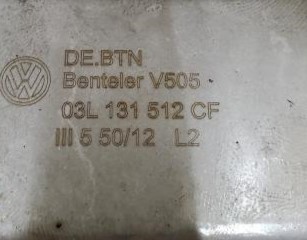 DE.BTN
Benteler V505
03L 131 512 CF
III 5 50/12 L2